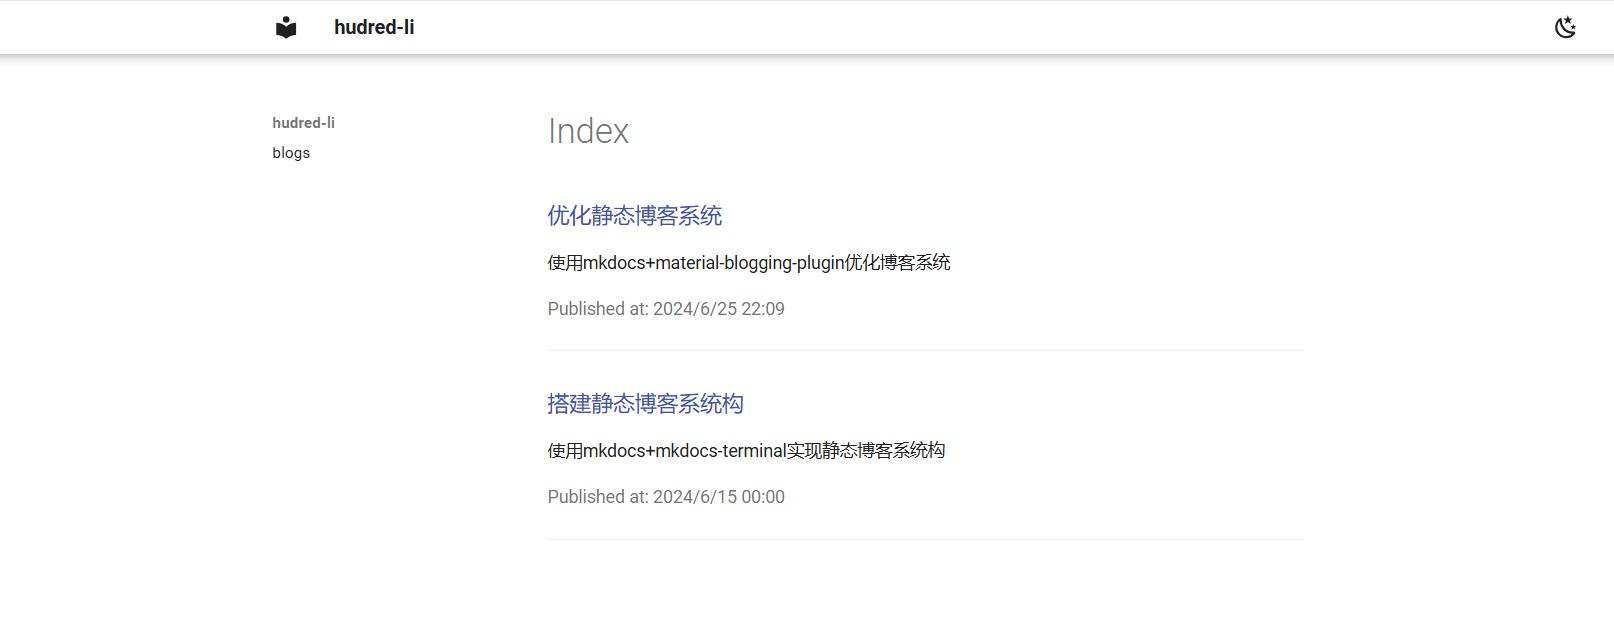 hudred-li
hudred-li
blogs
Index
优化静态博客系统
使用mkdocs+material-blogging-plugin优化博客系统
Published at: 2024/6/25 22:09
搭建静态博客系统构
使用mkdocs+mkdocs-terminal实现静态博客系统构
Published at: 2024/6/15 00:00